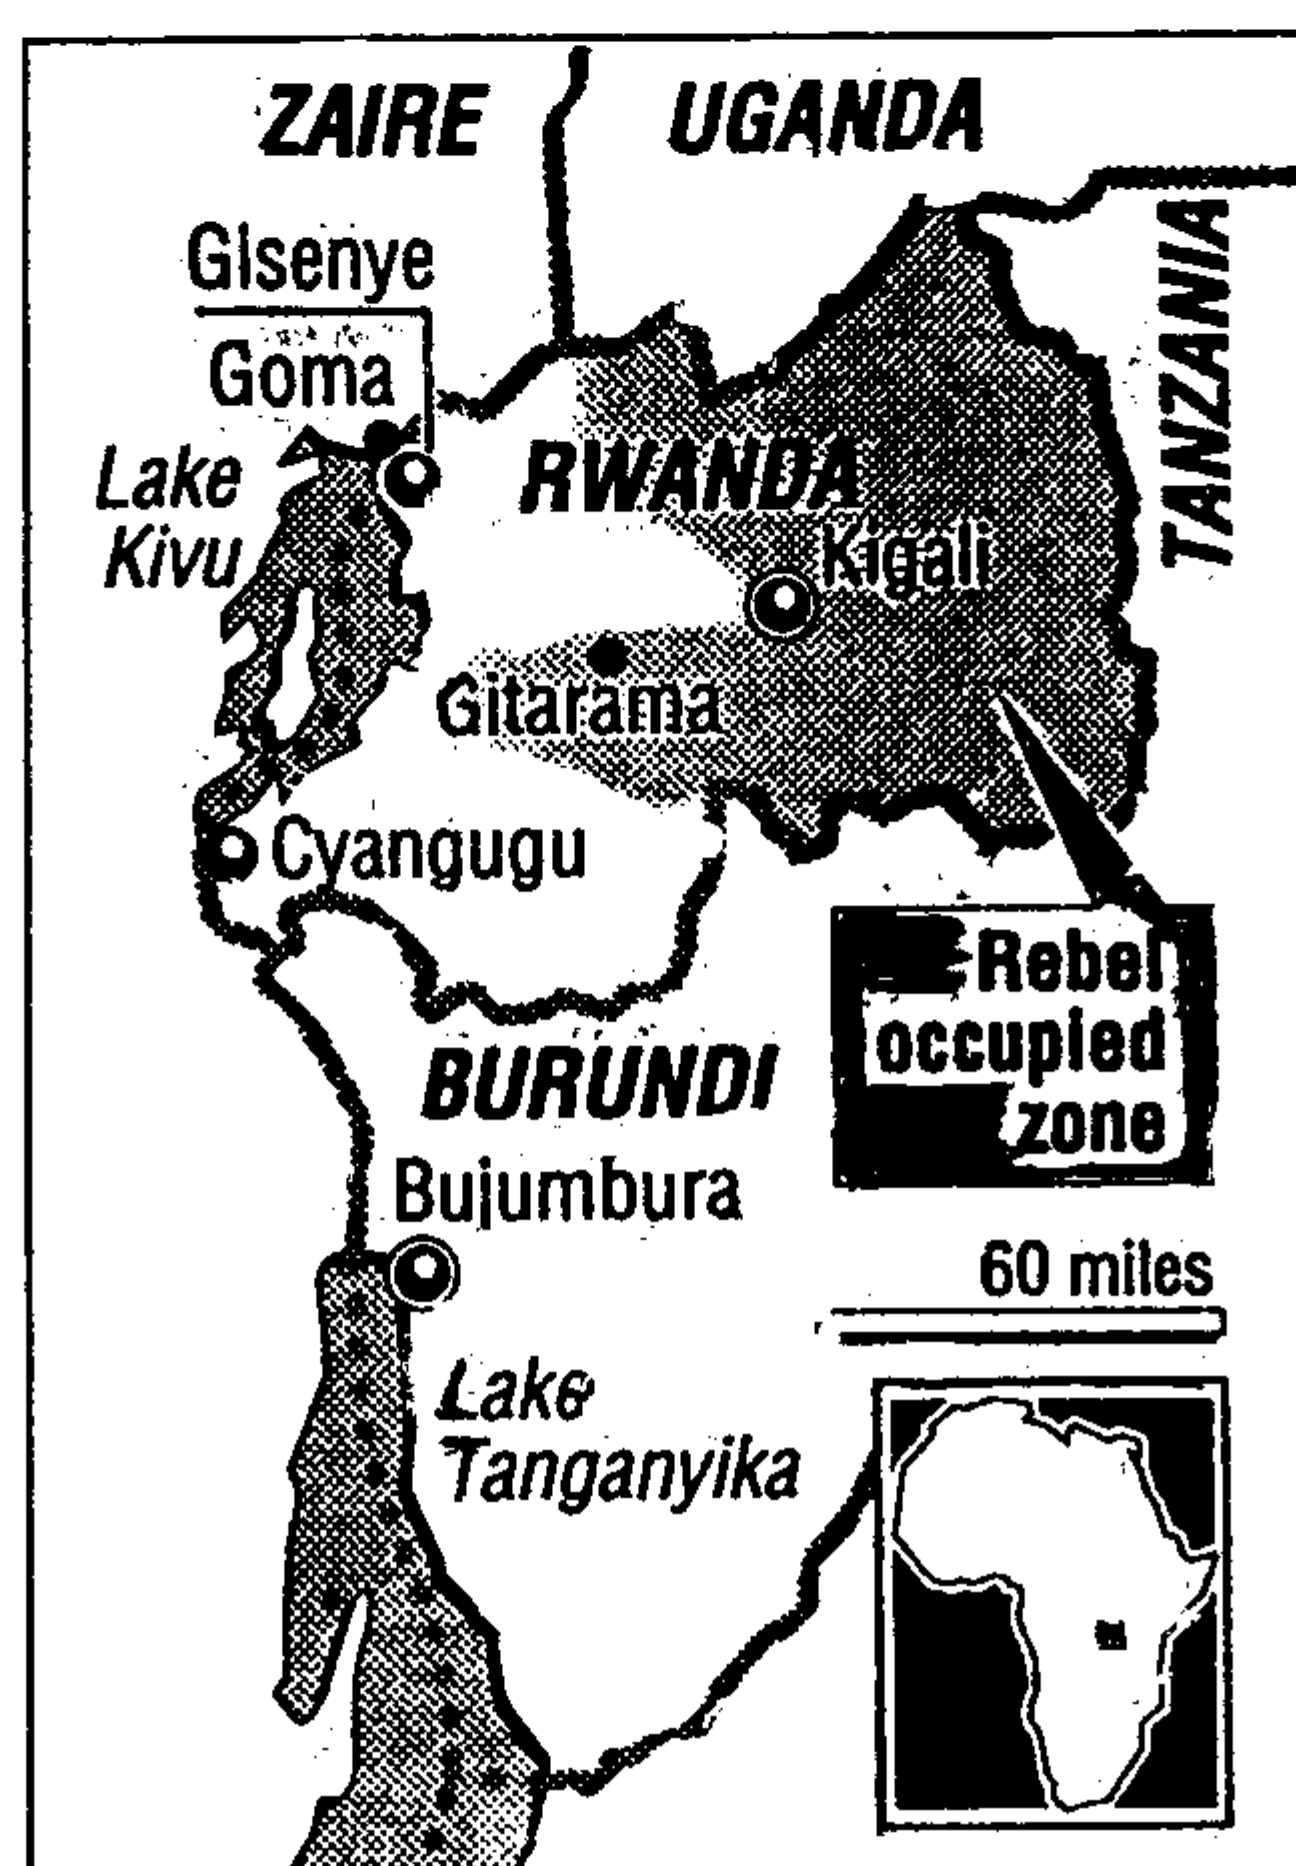 ZAIRE
UGANDA
TANZANIA
Gisenye
Goma
Lake
Kivu
RWANDA
Kigali
Gitarama
Cyangugu
Rebel
occupied
zone
BURUNDI
Bujumbura
60 miles
Lake
Tanganyika